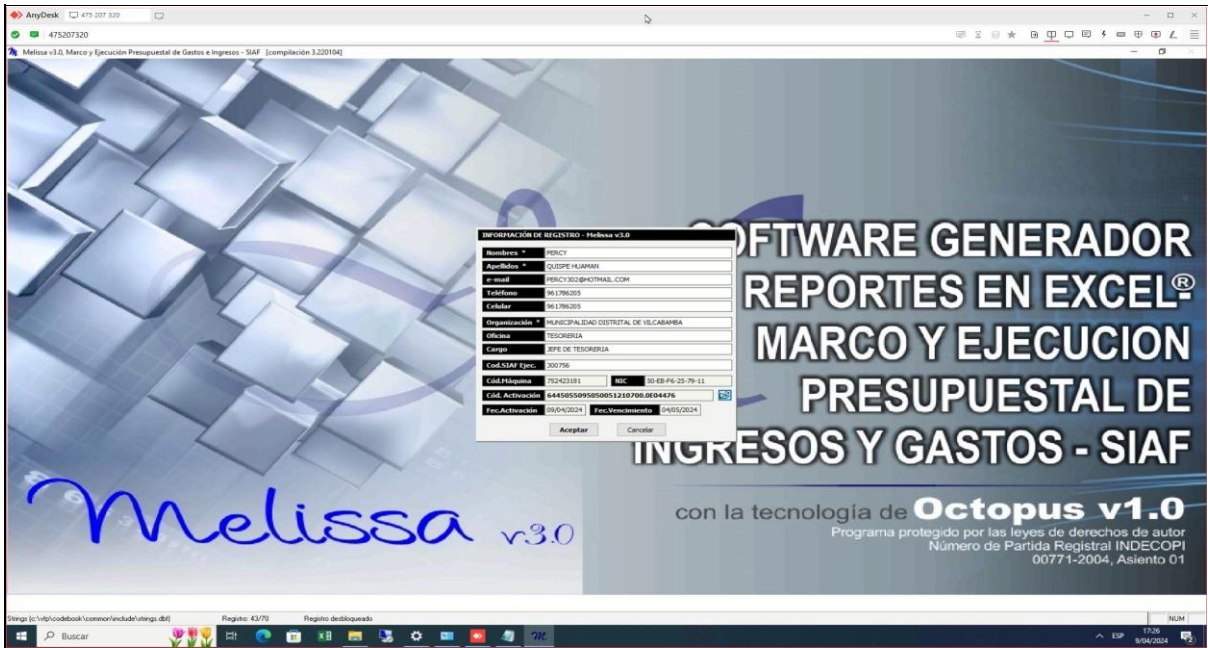 AnyDesk 475 207 320
475207320
Melissa v3.0, Marco y Ejecución Presupuestal de Gastos e Ingresos - SIAF [compilación 3.220104]
INFORMACIÓN DE REGISTRO - Melissa v3.0
Nombres * PERCY
Apellidos * QUISPE HUAMAN
e-mail PERCY302@HOTMAIL.COM
Teléfono 961786205
Celular 961786205
Organización * MUNICIPALIDAD DISTRITAL DE VILCABAMBA
Oficina TESORERIA
Cargo JEFE DE TESORERIA
Cod.SIAF Ejec. 300756
Cód.Máquina 752423191 NIC 50-EB-F6-25-79-11
Cód. Activación 6445055095050051210700.0E04476
Fec.Activación 09/04/2024 Fec.Vencimiento 04/05/2024
Aceptar Cancelar
SOFTWARE GENERADOR
REPORTES EN EXCEL®
MARCO Y EJECUCION
PRESUPUESTAL DE
INGRESOS Y GASTOS - SIAF
Melissa v3.0
con la tecnología de Octopus v1.0
Programa protegido por las leyes de derechos de autor
Número de Partida Registral INDECOPI
00771-2004, Asiento 01
Strings (c:\vfp\codebook\common\include\strings.dbf) Registro: 43/70 Registro desbloqueado NUM
Buscar
ESP
17:26
9/04/2024